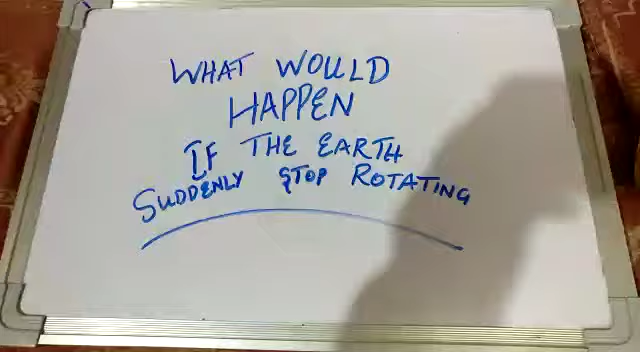 WHAT WOULD
HAPPEN
IF THE EARTH
SUDDENLY STOP ROTATING